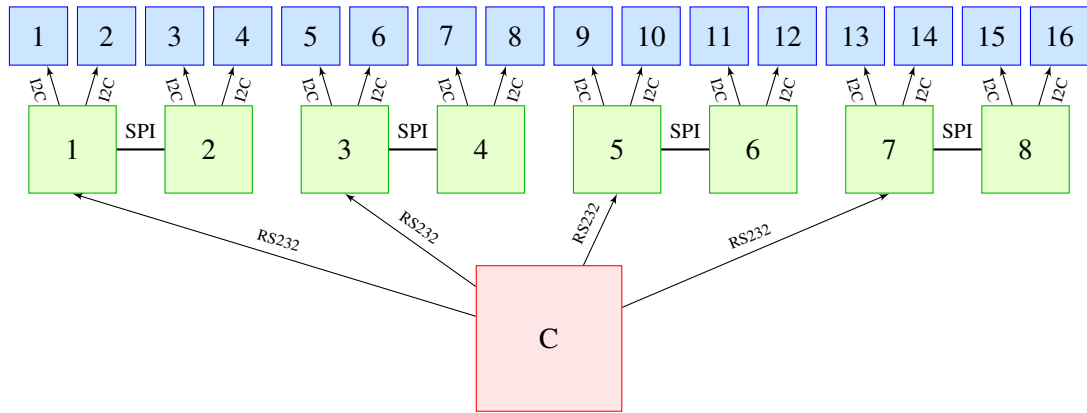 1 2 3 4 5 6 7 8 9 10 11 12 13 14 15 16
I2C I2C I2C I2C I2C I2C I2C I2C I2C I2C I2C I2C I2C I2C I2C I2C
1 SPI 2 3 SPI 4 5 SPI 6 7 SPI 8
RS232 RS232 RS232 RS232
C